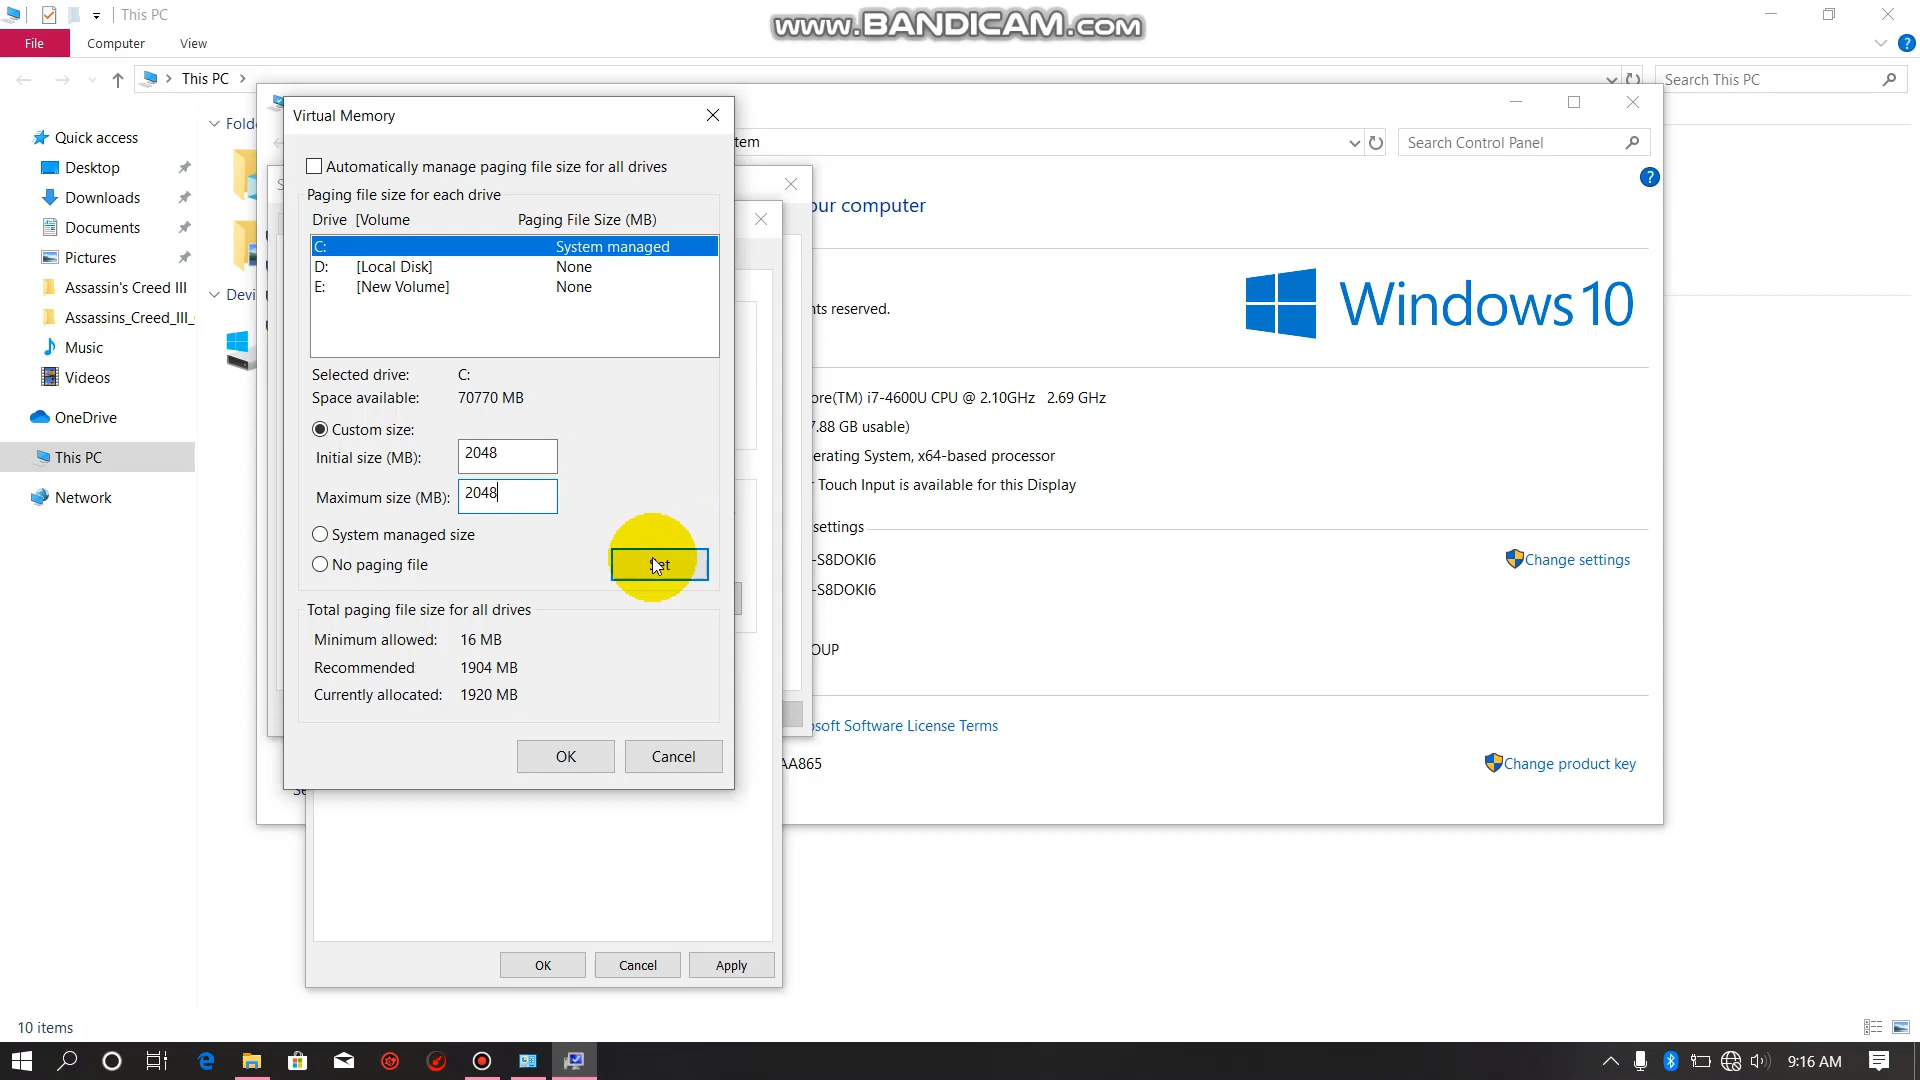 This PC
www.BANDICAM.com
File
Computer
View
This PC
Search This PC
Quick access
Desktop
Downloads
Documents
Pictures
Assassin's Creed III
Assassins_Creed_III_
Music
Videos
OneDrive
This PC
Network
10 items
Virtual Memory
Automatically manage paging file size for all drives
Paging file size for each drive
Drive [Volume
Paging File Size (MB)
C: System managed
D: [Local Disk] None
E: [New Volume] None
Selected drive: C:
Space available: 70770 MB
Custom size:
Initial size (MB): 2048
Maximum size (MB): 2048
System managed size
No paging file
Total paging file size for all drives
Minimum allowed: 16 MB
Recommended 1904 MB
Currently allocated: 1920 MB
OK
Cancel
OK
Cancel
Apply
tem
Search Control Panel
our computer
Windows 10
hts reserved.
ore(TM) i7-4600U CPU @ 2.10GHz 2.69 GHz
7.88 GB usable)
erating System, x64-based processor
r Touch Input is available for this Display
settings
-S8DOKI6
Change settings
-S8DOKI6
OUP
osoft Software License Terms
AA865
Change product key
9:16 AM